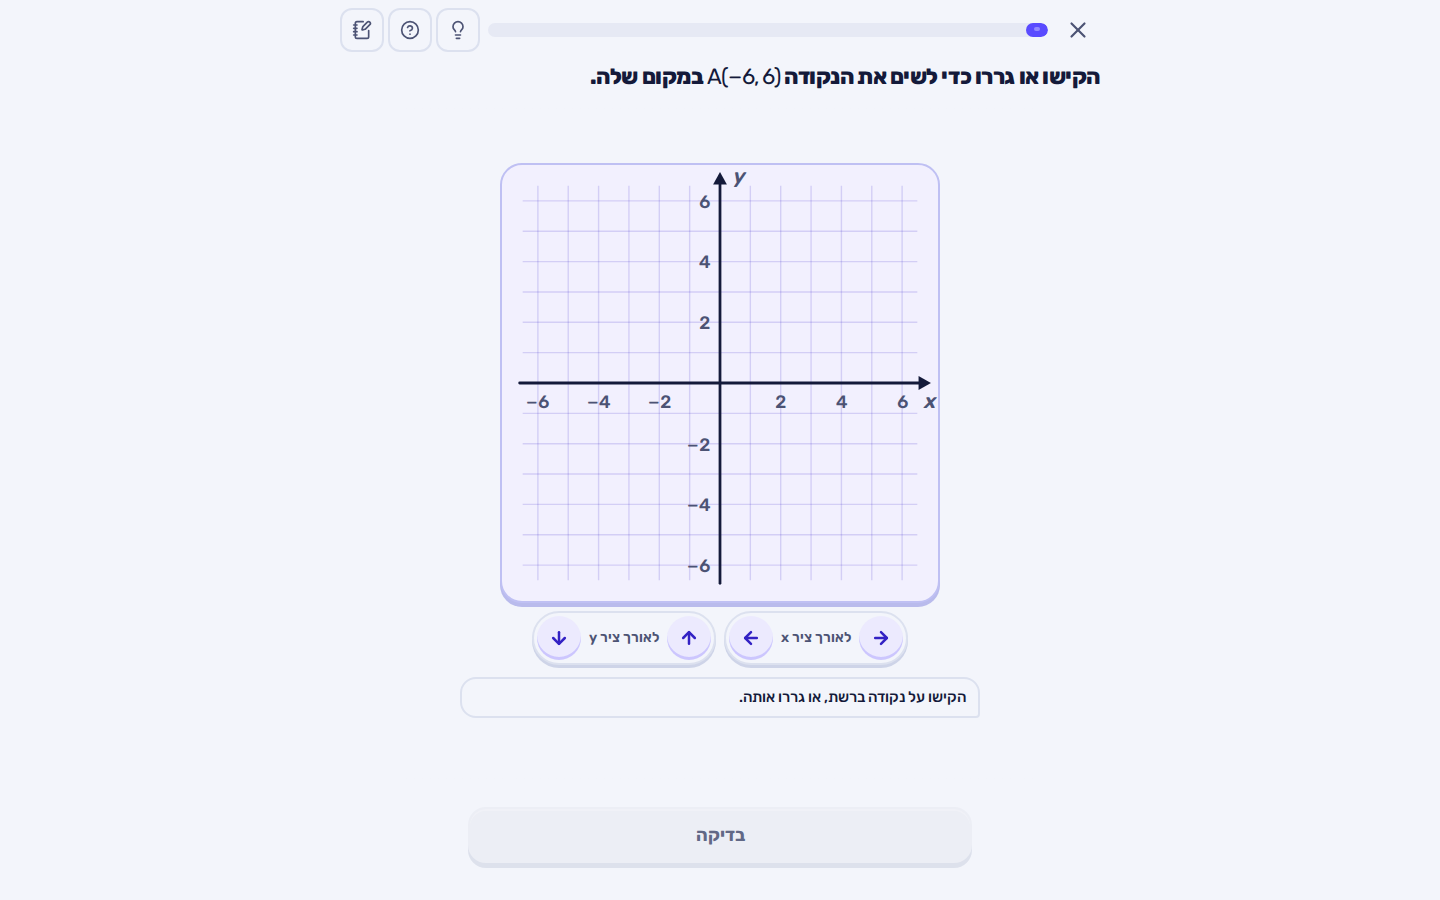 הקישו או גררו כדי לשים את הנקודה A(−6, 6) במקום שלה.
y
6
4
2
−6 −4 −2 2 4 6 x
−2
−4
−6
לאורך ציר x
לאורך ציר y
הקישו על נקודה ברשת, או גררו אותה.
בדיקה